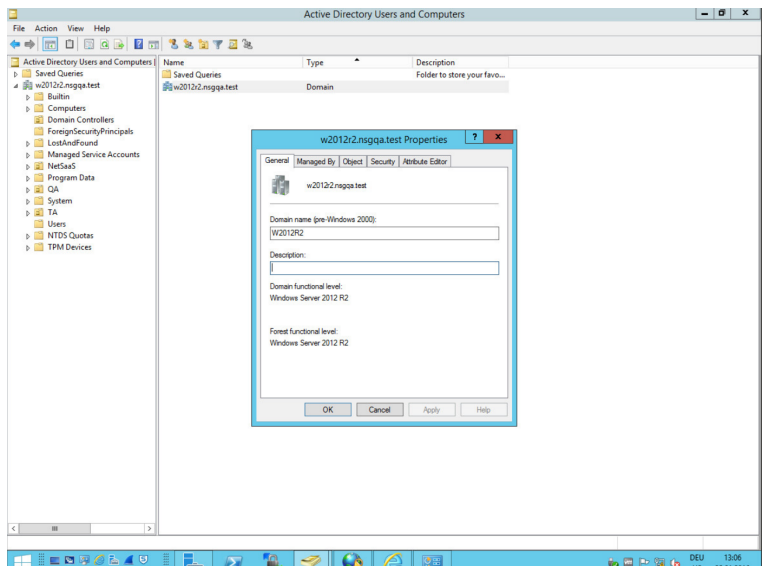 Active Directory Users and Computers
File Action View Help
Active Directory Users and Computers [
Saved Queries
w2012r2.nsgqa.test
Builtin
Computers
Domain Controllers
ForeignSecurityPrincipals
LostAndFound
Managed Service Accounts
NetSaaS
Program Data
QA
System
TA
Users
NTDS Quotas
TPM Devices
Name Type Description
Saved Queries Folder to store your favo...
w2012r2.nsgqa.test Domain
w2012r2.nsgqa.test Properties
General Managed By Object Security Attribute Editor
w2012r2.nsgqa.test
Domain name (pre-Windows 2000):
W2012R2
Description:
Domain functional level:
Windows Server 2012 R2
Forest functional level:
Windows Server 2012 R2
OK Cancel Apply Help
DEU 13:06